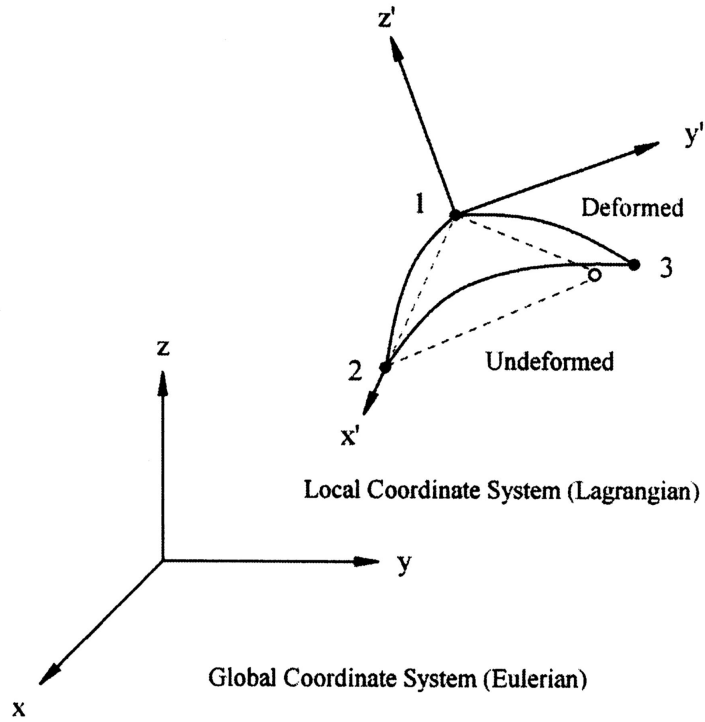 z'
y'
1
Deformed
3
z
2
Undeformed
x'
Local Coordinate System (Lagrangian)
y
Global Coordinate System (Eulerian)
x